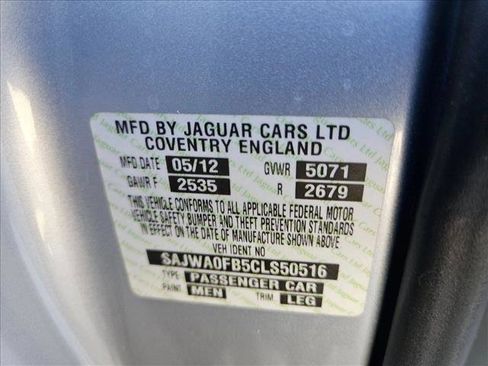 MFD BY JAGUAR CARS LTD
COVENTRY ENGLAND
MFD DATE 05/12 GVWR 5071
GAWR F 2535 R 2679
THIS VEHICLE CONFORMS TO ALL APPLICABLE FEDERAL MOTOR
VEHICLE SAFETY BUMPER AND THEFT PREVENTION STANDARDS
IN EFFECT ON THE DATE OF MANUFACTURE SHOWN ABOVE
VEH IDENT NO
SAJWA0FB5CLS50516
TYPE PASSENGER CAR
PAINT MEN TRIM LEG